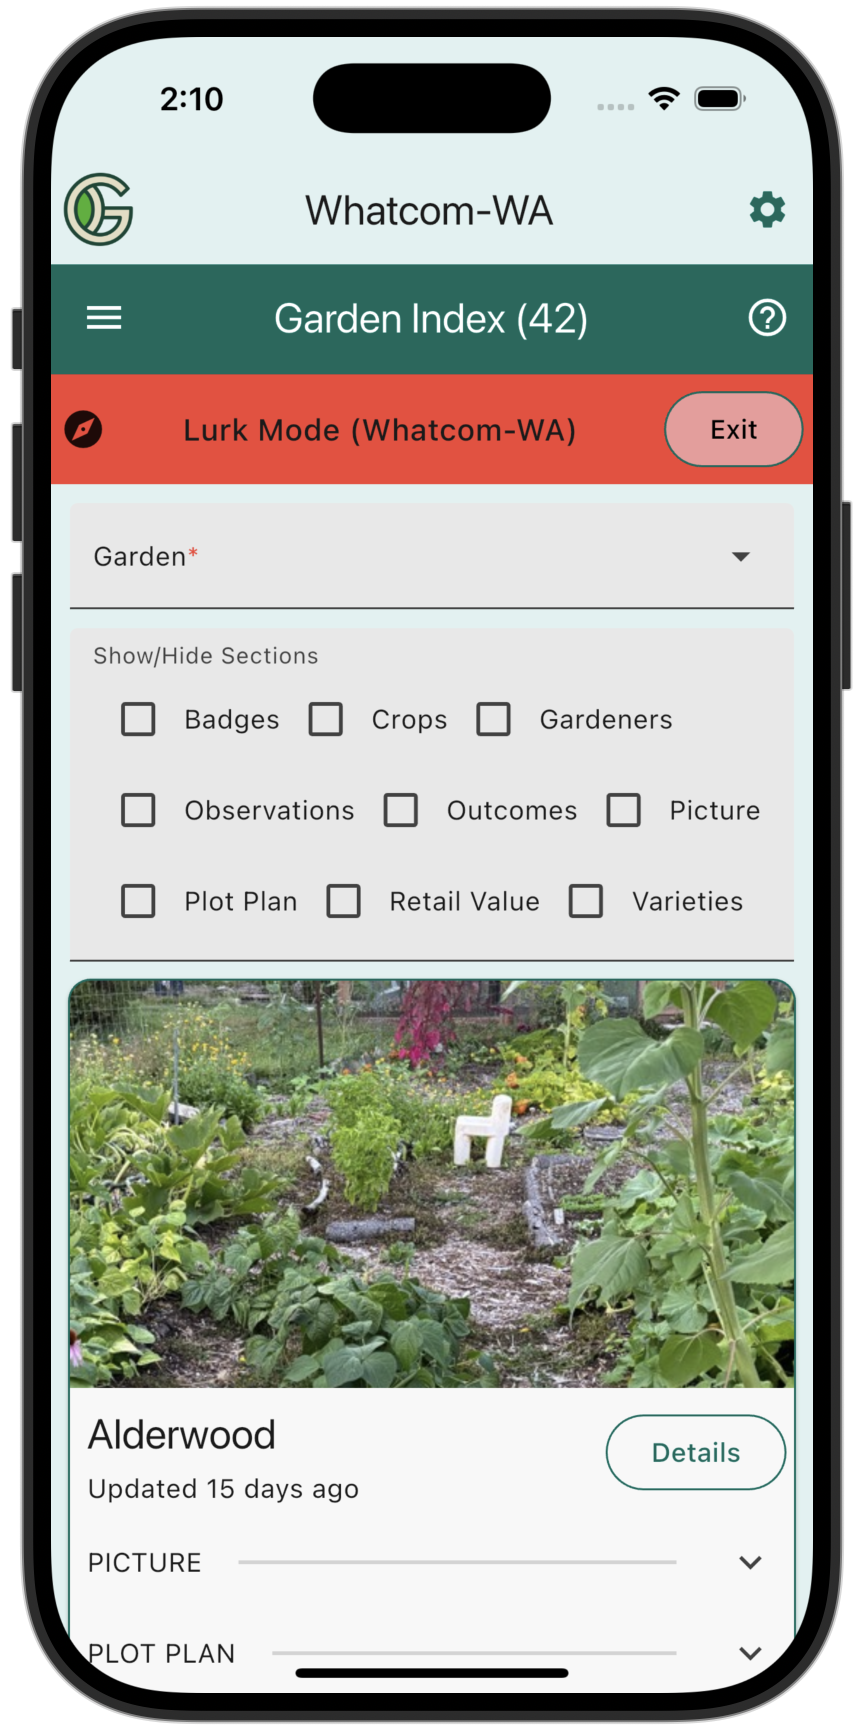 2:10
Whatcom-WA
Garden Index (42)
Lurk Mode (Whatcom-WA)
Exit
Garden*
Show/Hide Sections
Badges Crops Gardeners
Observations Outcomes Picture
Plot Plan Retail Value Varieties
Alderwood
Details
Updated 15 days ago
PICTURE
PLOT PLAN